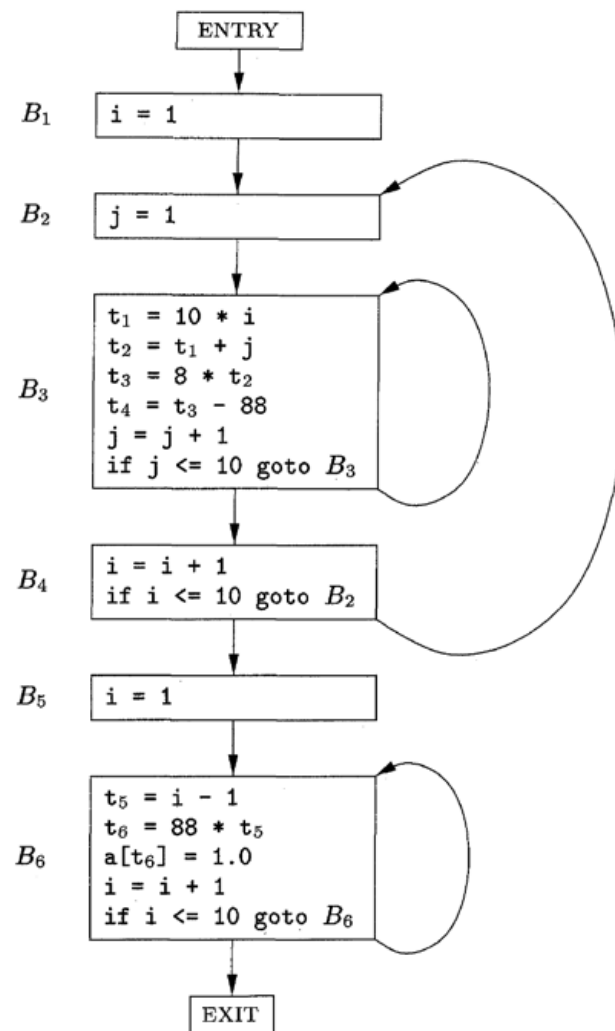 ENTRY
B₁
i = 1
B₂
j = 1
B₃
t₁ = 10 * i
t₂ = t₁ + j
t₃ = 8 * t₂
t₄ = t₃ - 88
j = j + 1
if j <= 10 goto B₃
B₄
i = i + 1
if i <= 10 goto B₂
B₅
i = 1
B₆
t₅ = i - 1
t₆ = 88 * t₅
a[t₆] = 1.0
i = i + 1
if i <= 10 goto B₆
EXIT